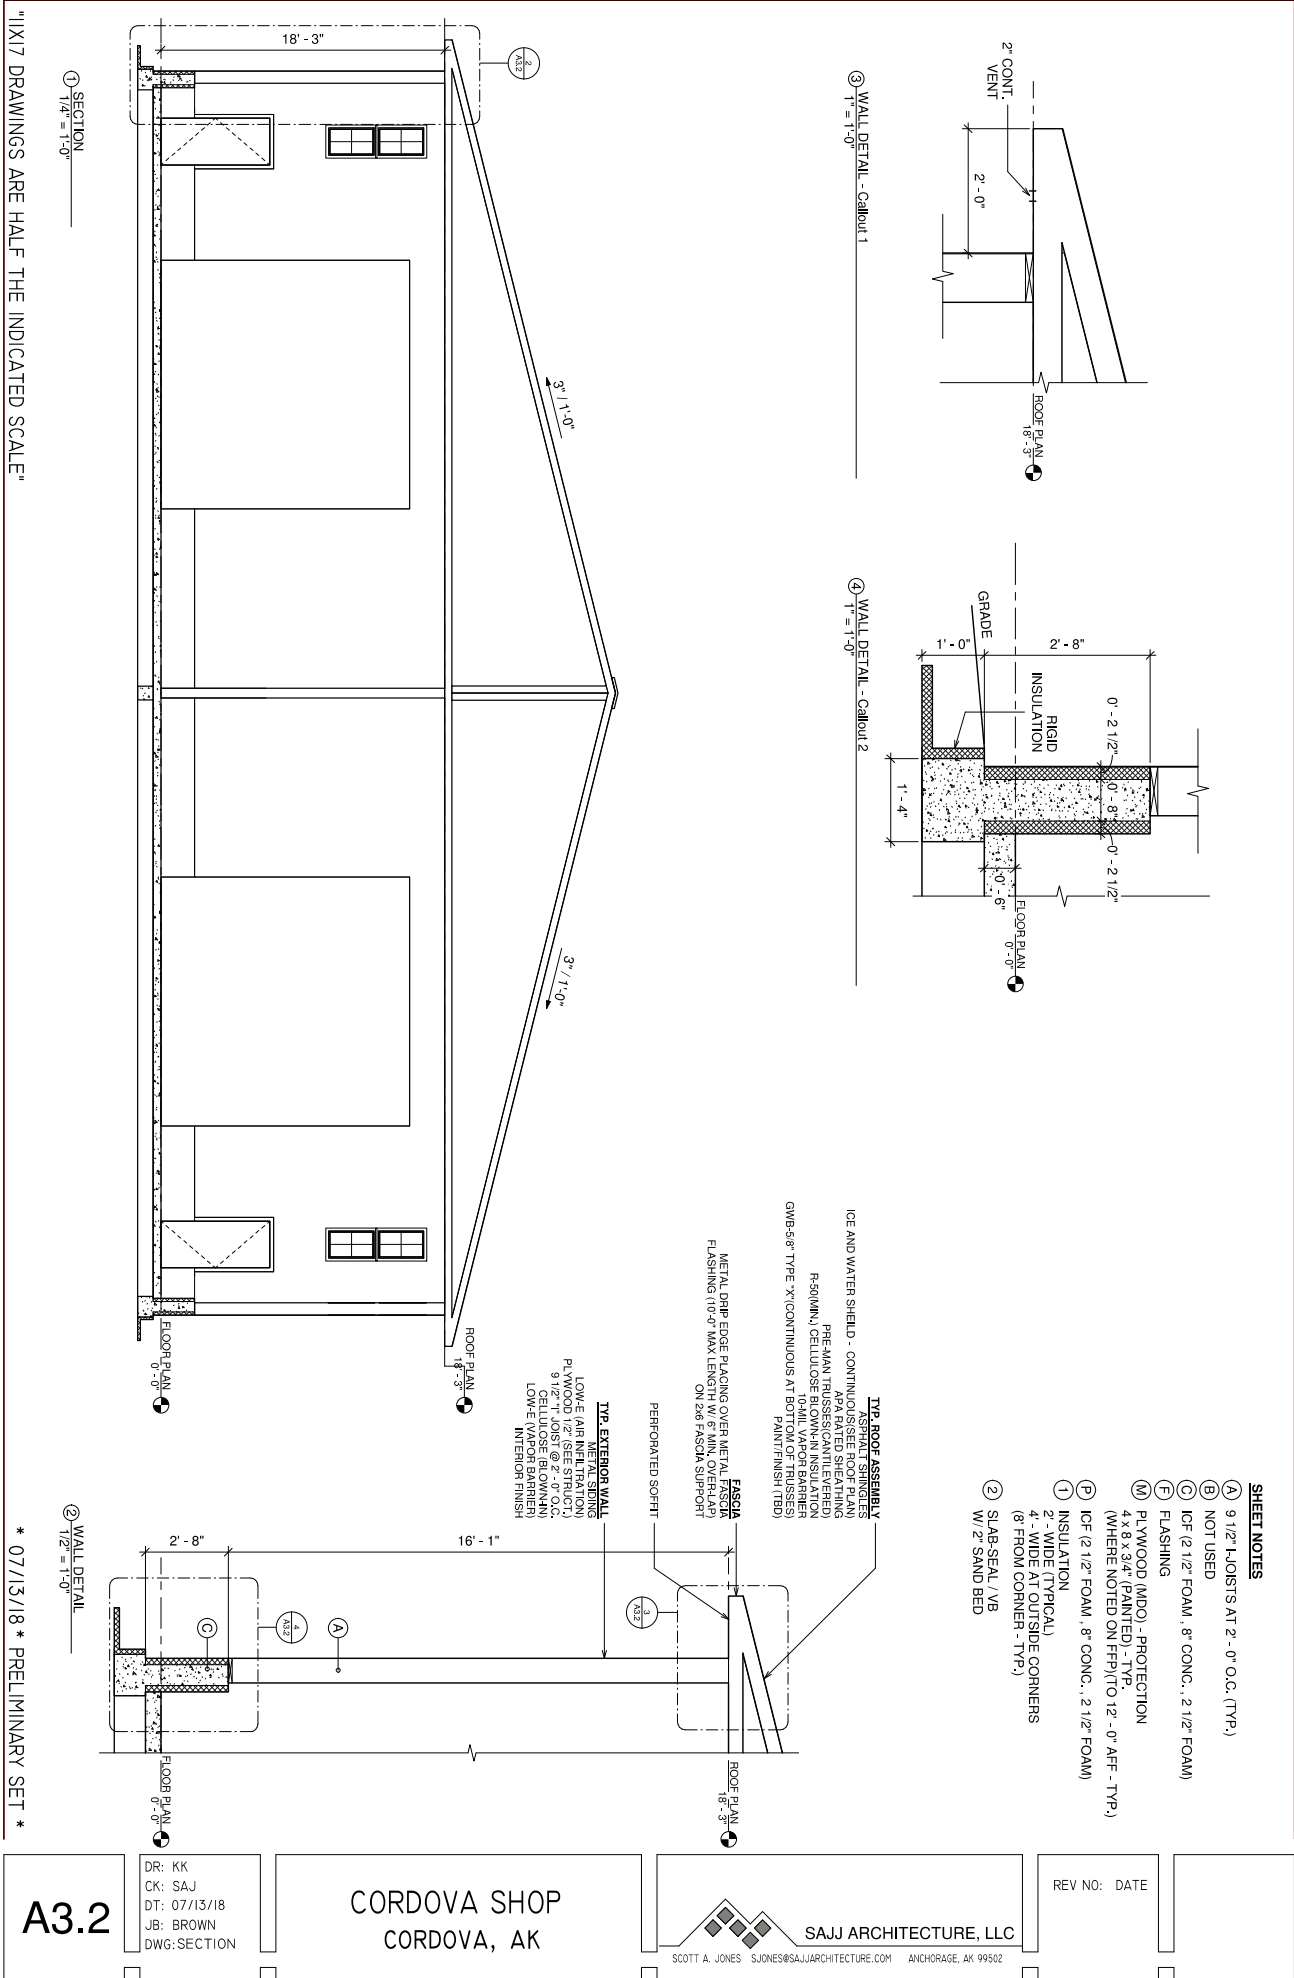 2" CONT.
VENT
2' - 0"
ROOF PLAN
18' - 3"
3 WALL DETAIL - Callout 1
1" = 1'-0"
GRADE
1' - 0"
2' - 8"
RIGID
INSULATION
0' - 2 1/2"
0' - 8"
0' - 2 1/2"
1' - 4"
0' - 6"
FLOOR PLAN
0' - 0"
4 WALL DETAIL - Callout 2
1" = 1'-0"
SHEET NOTES
A 9 1/2" I-JOISTS AT 2' - 0" O.C. (TYP.)
B NOT USED
C ICF (2 1/2" FOAM , 8" CONC. , 2 1/2" FOAM)
F FLASHING
M PLYWOOD (MDO) - PROTECTION
4 x 8 x 3/4" (PAINTED) - TYP.
(WHERE NOTED ON FFP)(TO 12' - 0" AFF - TYP.)
P ICF (2 1/2" FOAM , 8" CONC. , 2 1/2" FOAM)
1 INSULATION
2' - WIDE (TYPICAL)
4' - WIDE AT OUTSIDE CORNERS
(8' FROM CORNER - TYP.)
2 SLAB-SEAL / VB
W/ 2" SAND BED
18' - 3"
2
A3.2
3" / 1'-0"
3" / 1'-0"
ROOF PLAN
18' - 3"
FLOOR PLAN
0' - 0"
1 SECTION
1/4" = 1'-0"
TYP. ROOF ASSEMBLY
ASPHALT SHINGLES
ICE AND WATER SHEILD - CONTINUOUS(SEE ROOF PLAN)
APA RATED SHEATHING
PRE-MAN TRUSSES(CANTILEVERED)
R-50(MIN.) CELLULOSE BLOWN-IN INSULATION
10-MIL VAPOR BARRIER
GWB-5/8" TYPE "X"(CONTINUOUS AT BOTTOM OF TRUSSES)
PAINT/FINISH (TBD)
FASCIA
METAL DRIP EDGE PLACING OVER METAL FASCIA
FLASHING (10'-0" MAX LENGTH W/ 6" MIN. OVER-LAP)
ON 2x6 FASCIA SUPPORT
PERFORATED SOFFIT
TYP. EXTERIOR WALL
METAL SIDING
LOW-E (AIR INFILTRATION)
PLYWOOD 1/2" (SEE STRUCT.)
9 1/2" "I" JOIST @ 2' - 0" O.C.
CELLULOSE (BLOWN-IN)
LOW-E (VAPOR BARRIER)
INTERIOR FINISH
2' - 8"
16' - 1"
3
A3.2
4
A3.2
A
C
ROOF PLAN
18' - 3"
FLOOR PLAN
0' - 0"
2 WALL DETAIL
1/2" = 1'-0"
"11X17 DRAWINGS ARE HALF THE INDICATED SCALE"
* 07/13/18 * PRELIMINARY SET *
A3.2
DR: KK
CK: SAJ
DT: 07/13/18
JB: BROWN
DWG: SECTION
CORDOVA SHOP
CORDOVA, AK
SAJJ ARCHITECTURE, LLC
SCOTT A. JONES SJONES@SAJJARCHITECTURE.COM ANCHORAGE, AK 99502
REV NO: DATE